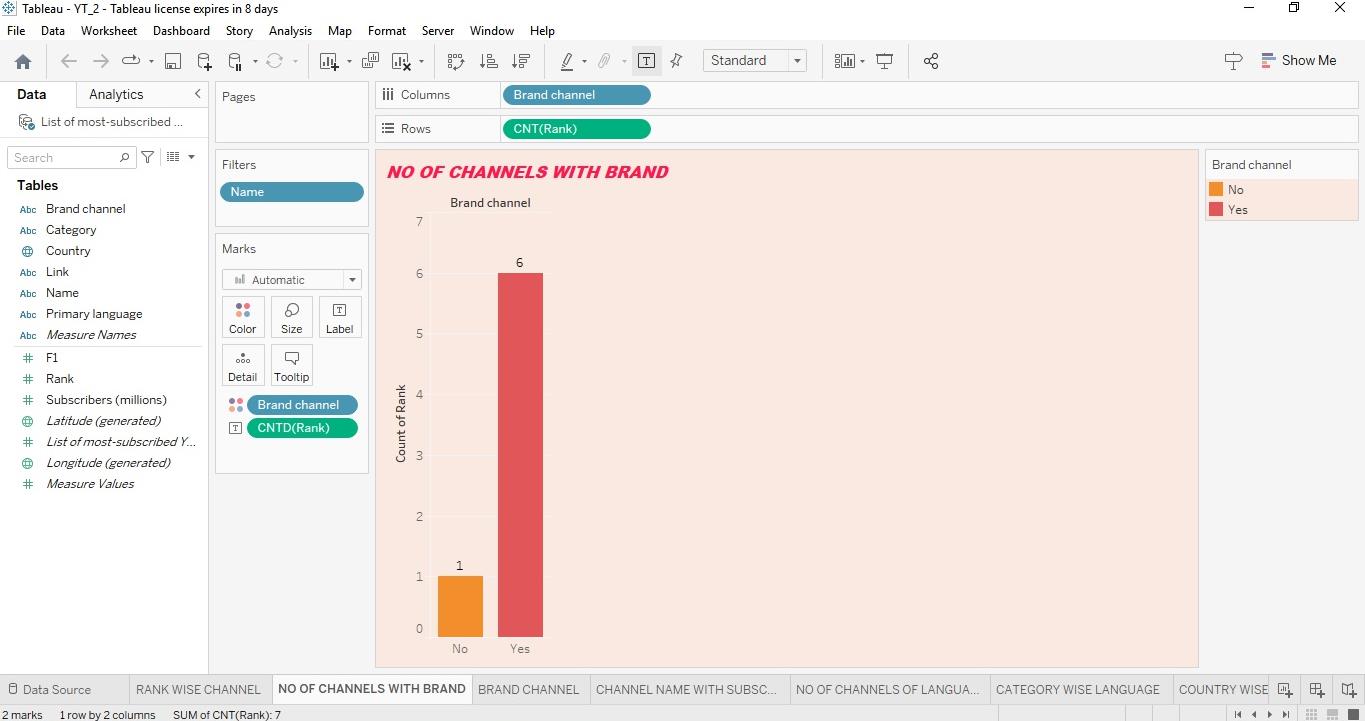 Tableau - YT_2 - Tableau license expires in 8 days
File Data Worksheet Dashboard Story Analysis Map Format Server Window Help
Standard
Show Me
Data Analytics
List of most-subscribed ...
Search
Tables
Abc Brand channel
Abc Category
Country
Abc Link
Abc Name
Abc Primary language
Abc Measure Names
# F1
# Rank
# Subscribers (millions)
Latitude (generated)
# List of most-subscribed Y...
Longitude (generated)
# Measure Values
Pages
Filters
Name
Marks
Automatic
Color Size Label
Detail Tooltip
Brand channel
CNTD(Rank)
Columns Brand channel
Rows CNT(Rank)
NO OF CHANNELS WITH BRAND
Brand channel
7
6
5
4
3
2
1
0
Count of Rank
6
1
No Yes
Brand channel
No
Yes
Data Source RANK WISE CHANNEL NO OF CHANNELS WITH BRAND BRAND CHANNEL CHANNEL NAME WITH SUBSC... NO OF CHANNELS OF LANGUA... CATEGORY WISE LANGUAGE COUNTRY WISE
2 marks 1 row by 2 columns SUM of CNT(Rank): 7